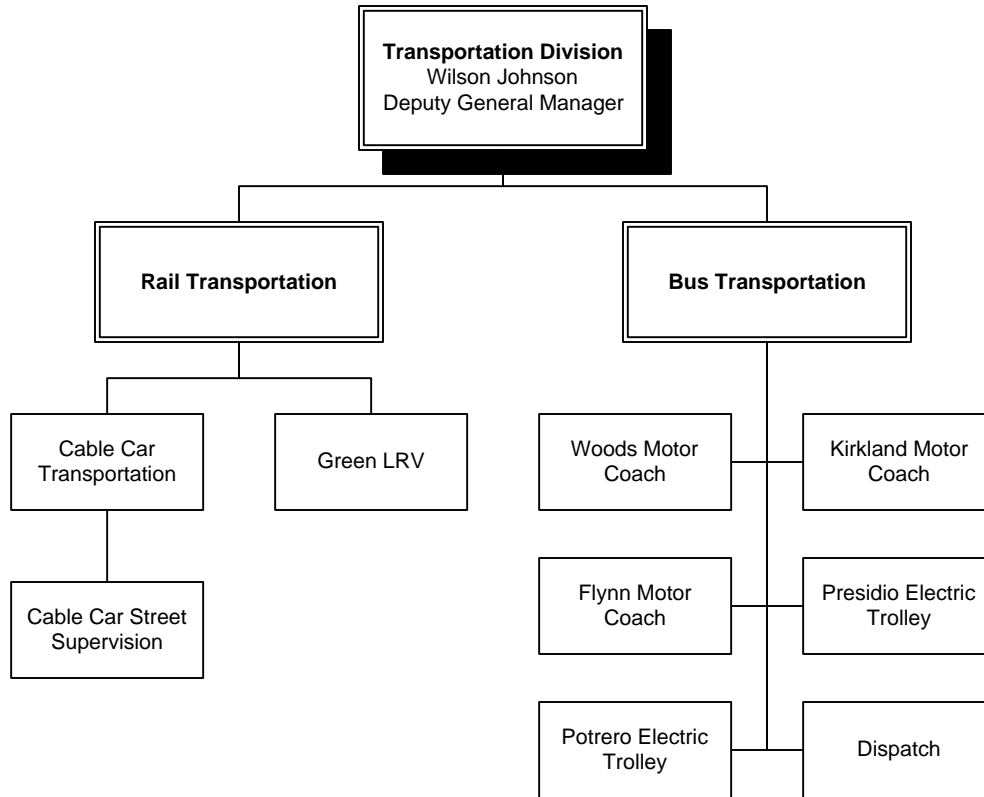 Transportation Division
Wilson Johnson
Deputy General Manager
Rail Transportation
Bus Transportation
Cable Car
Transportation
Green LRV
Woods Motor
Coach
Kirkland Motor
Coach
Cable Car Street
Supervision
Flynn Motor
Coach
Presidio Electric
Trolley
Potrero Electric
Trolley
Dispatch